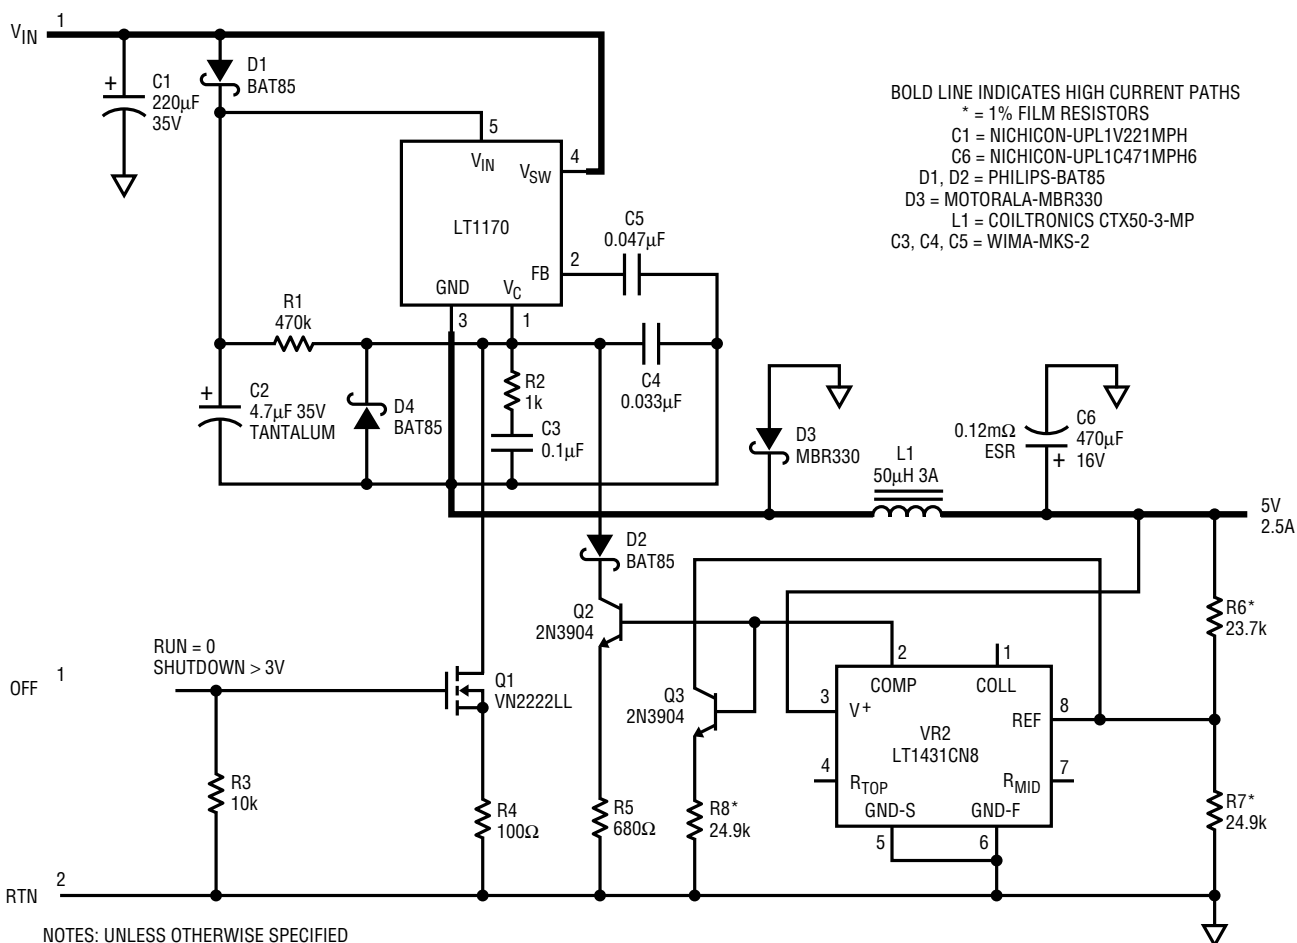 1
VIN
+
C1
220µF
35V
D1
BAT85
5
VIN
VSW
4
LT1170
FB
2
GND
VC
3
1
C5
0.047µF
C4
0.033µF
R1
470k
+
C2
4.7µF 35V
TANTALUM
D4
BAT85
R2
1k
C3
0.1µF
BOLD LINE INDICATES HIGH CURRENT PATHS
* = 1% FILM RESISTORS
C1 = NICHICON-UPL1V221MPH
C6 = NICHICON-UPL1C471MPH6
D1, D2 = PHILIPS-BAT85
D3 = MOTORALA-MBR330
L1 = COILTRONICS CTX50-3-MP
C3, C4, C5 = WIMA-MKS-2
D3
MBR330
L1
50µH 3A
0.12mΩ
ESR
C6
470µF
16V
+
5V
2.5A
D2
BAT85
Q2
2N3904
R6*
23.7k
RUN = 0
SHUTDOWN > 3V
OFF
1
Q1
VN2222LL
Q3
2N3904
2
1
COMP
COLL
3
V+
REF
8
VR2
LT1431CN8
4
RTOP
RMID
7
GND-S
GND-F
5
6
R3
10k
R4
100Ω
R5
680Ω
R8*
24.9k
R7*
24.9k
2
RTN
NOTES: UNLESS OTHERWISE SPECIFIED